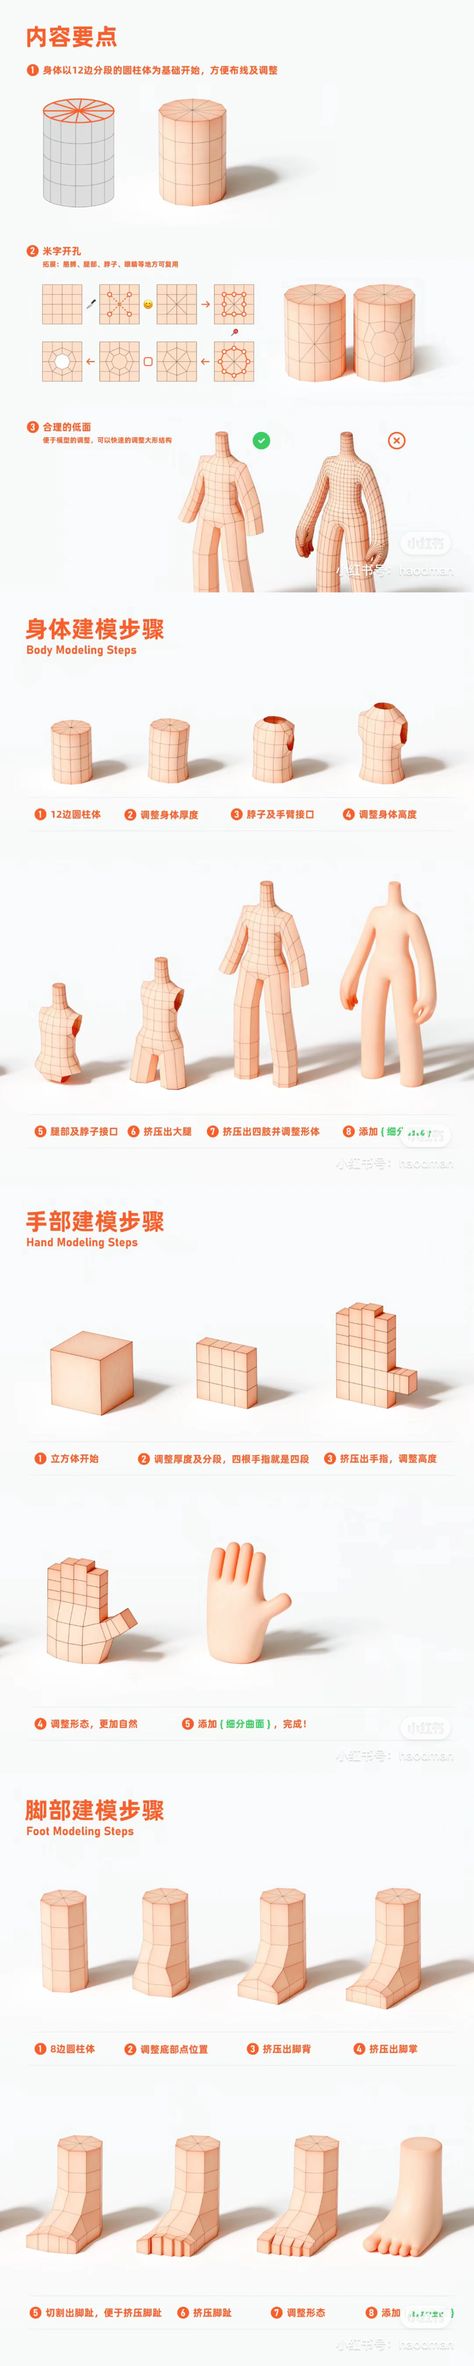 内容要点
1 身体以12边分段的圆柱体为基础开始，方便布线及调整
2 米字开孔
拓展：胳膊、腿部、脖子、眼睛等地方可复用
3 合理的低面
便于模型的调整，可以快速的调整大形结构
小红书
小红书号：haodman
身体建模步骤
Body Modeling Steps
1 12边圆柱体
2 调整身体厚度
3 脖子及手臂接口
4 调整身体高度
5 腿部及脖子接口
6 挤压出大腿
7 挤压出四肢并调整形体
8 添加
小红书
小红书号：haodman
手部建模步骤
Hand Modeling Steps
1 立方体开始
2 调整厚度及分段，四根手指就是四段
3 挤压出手指，调整高度
4 调整形态，更加自然
5 添加 { 细分曲面 } ，完成！
小红书
小红书号：haodman
脚部建模步骤
Foot Modeling Steps
1 8边圆柱体
2 调整底部点位置
3 挤压出脚背
4 挤压出脚掌
5 切割出脚趾，便于挤压脚趾
6 挤压脚趾
7 调整形态
8 添加
小红书
小红书号：haodman